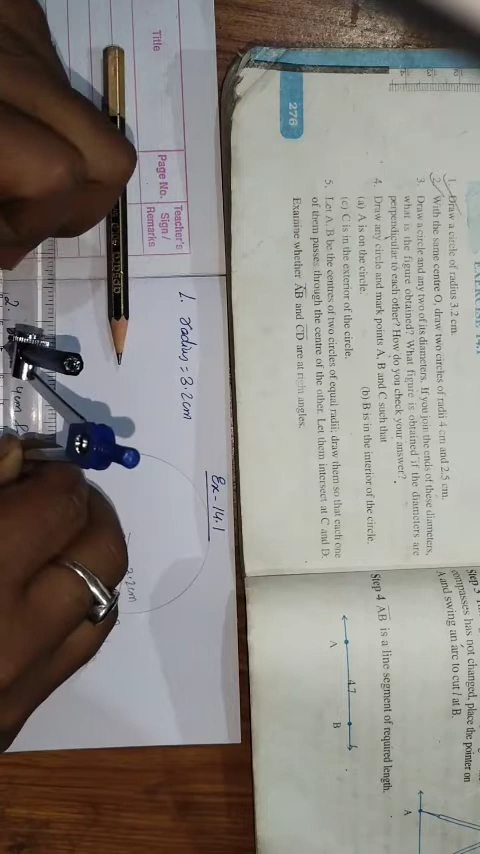 276
1. Draw a circle of radius 3.2 cm.
2. With the same centre O, draw two circles of radii 4 cm and 2.5 cm.
3. Draw a circle and any two of its diameters. If you join the ends of these diameters,
what is the figure obtained? What figure is obtained if the diameters are
perpendicular to each other? How do you check your answer?
4. Draw any circle and mark points A, B and C such that
(a) A is on the circle. (b) B is in the interior of the circle.
(c) C is in the exterior of the circle.
5. Let A, B be the centres of two circles of equal radii; draw them so that each one
of them passes through the centre of the other. Let them intersect at C and D.
Examine whether AB and CD are at right angles.
compasses has not changed, place the pointer on
A and swing an arc to cut l at B.
Step 4 AB is a line segment of required length.
4.7
A B l
A
Title
Page No.
Teacher's
Sign /
Remarks
Ex-14.1
1. radius = 3.2cm
3.2cm
2.
4cm